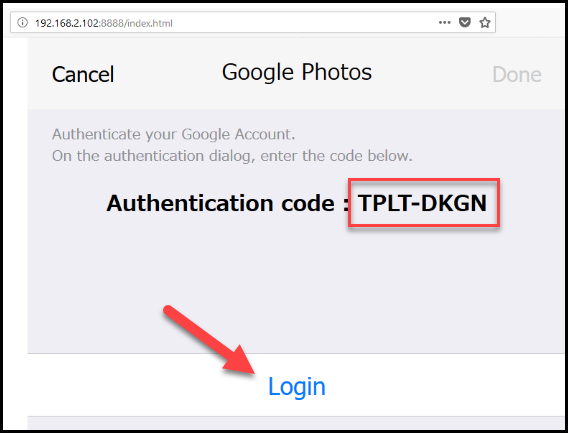 192.168.2.102:8888/index.html
Cancel
Google Photos
Done
Authenticate your Google Account.
On the authentication dialog, enter the code below.
Authentication code : TPLT-DKGN
Login